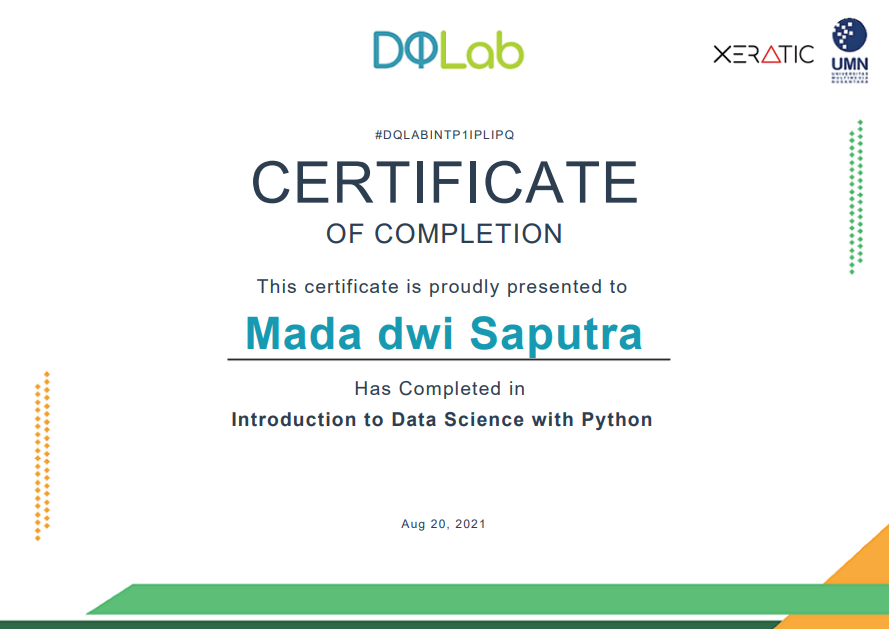 DQLab
XERATIC
UMN
UNIVERSITAS
MULTIMEDIA
NUSANTARA
#DQLABINTP1IPLIPQ
CERTIFICATE
OF COMPLETION
This certificate is proudly presented to
Mada dwi Saputra
Has Completed in
Introduction to Data Science with Python
Aug 20, 2021